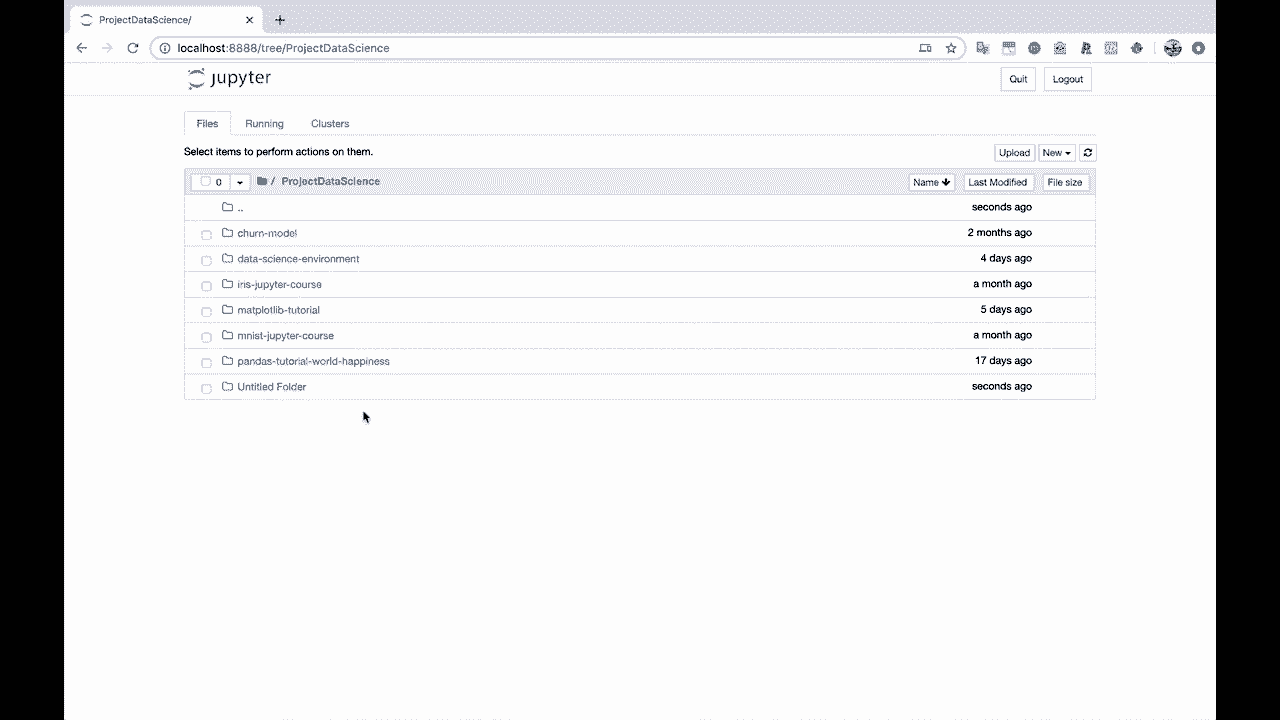 ProjectDataScience/
localhost:8888/tree/ProjectDataScience
jupyter
Quit Logout
Files Running Clusters
Select items to perform actions on them.
Upload New
0 / ProjectDataScience Name Last Modified File size
.. seconds ago
churn-model 2 months ago
data-science-environment 4 days ago
iris-jupyter-course a month ago
matplotlib-tutorial 5 days ago
mnist-jupyter-course a month ago
pandas-tutorial-world-happiness 17 days ago
Untitled Folder seconds ago